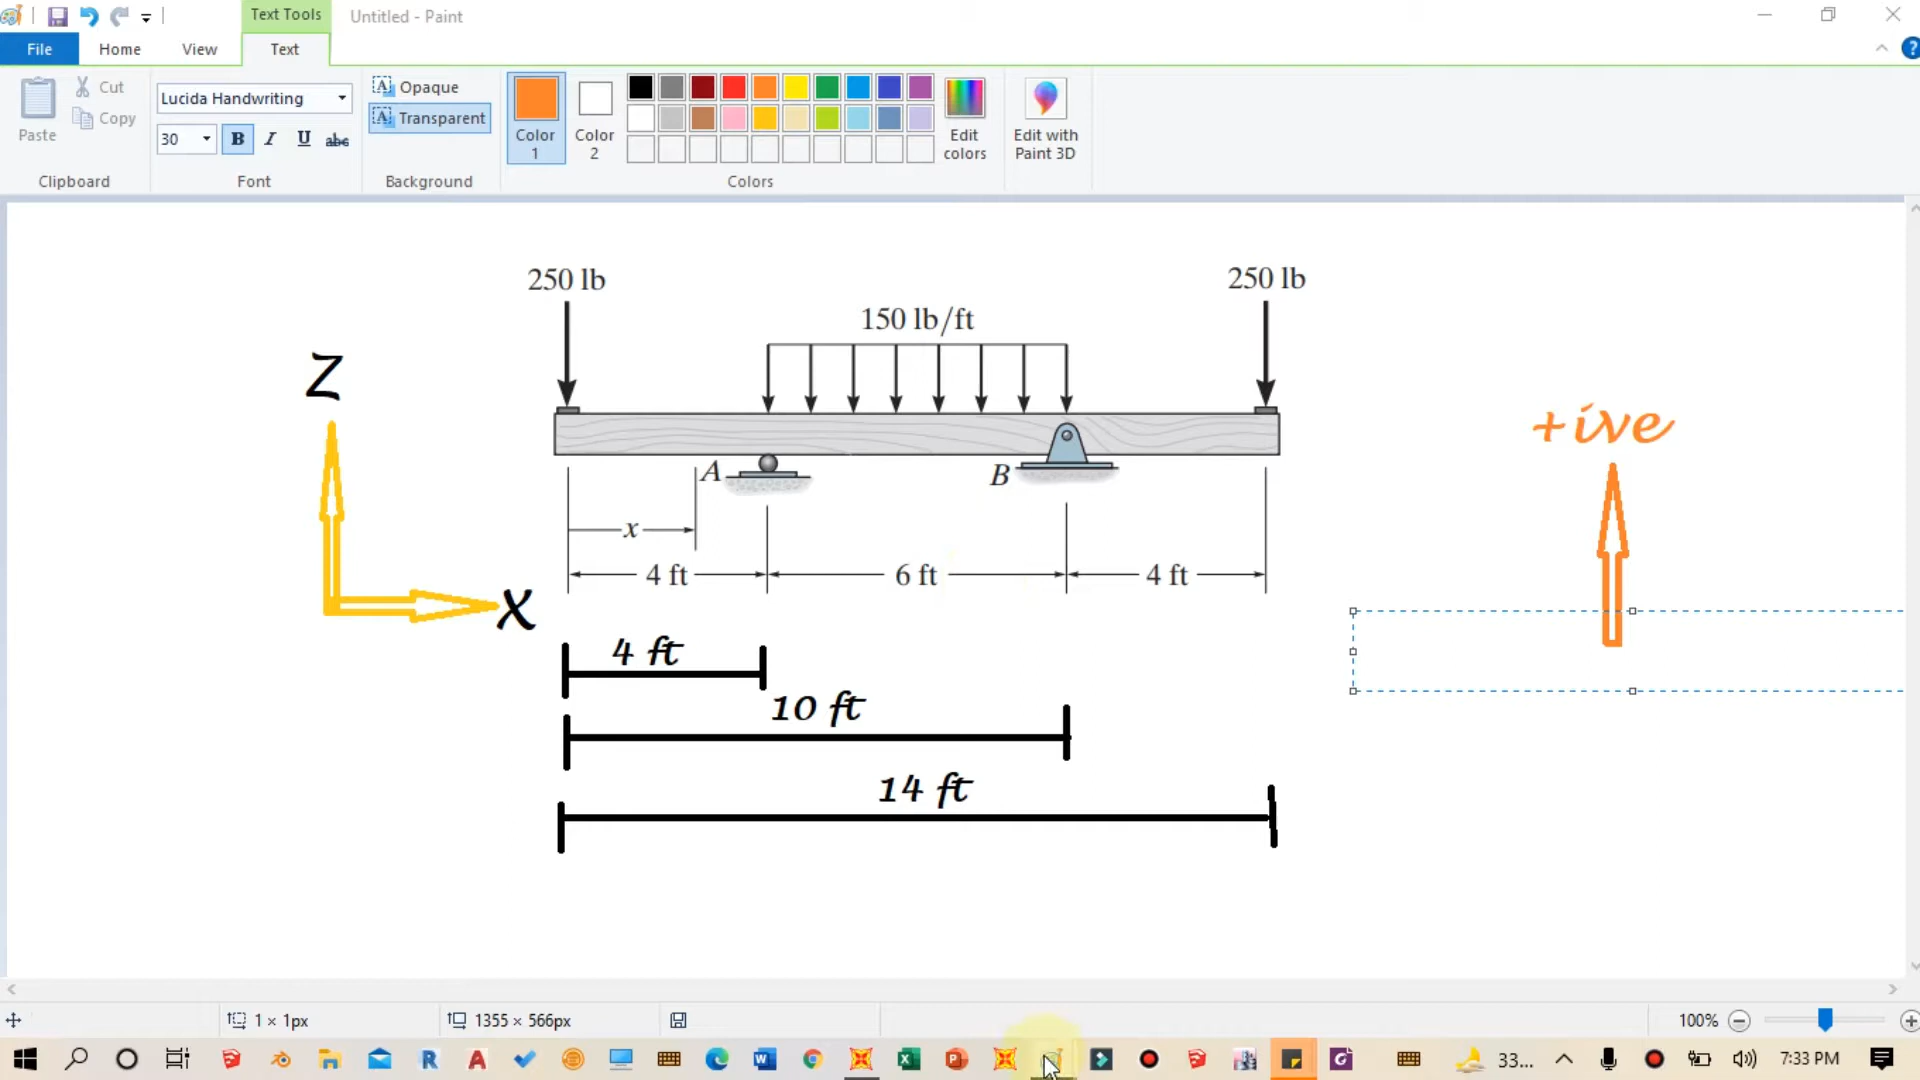 Text Tools
Untitled - Paint
File
Home
View
Text
Paste
Cut
Copy
Clipboard
Lucida Handwriting
30
B
I
U
abc
Font
Opaque
Transparent
Background
Color 1
Color 2
Edit colors
Edit with Paint 3D
Colors
250 lb
250 lb
150 lb/ft
Z
+ive
A
B
x
4 ft
6 ft
4 ft
X
4 ft
10 ft
14 ft
1 × 1px
1355 × 566px
100%
33...
7:33 PM